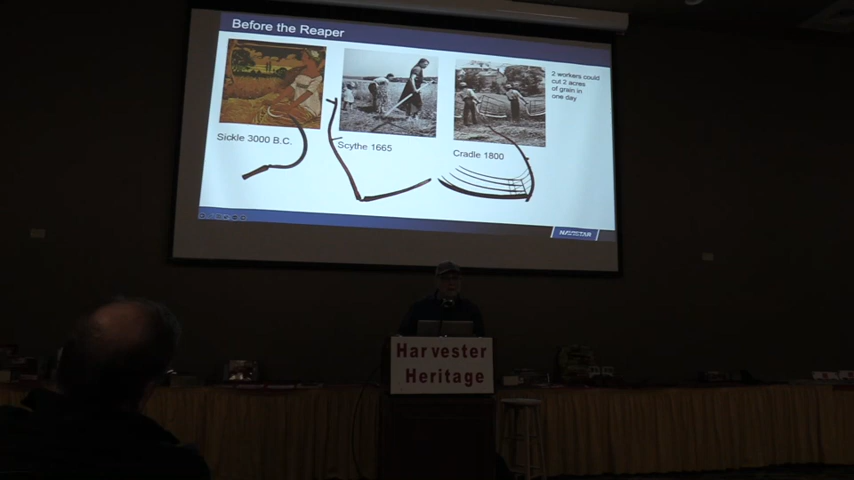 Before the Reaper
2 workers could
cut 2 acres
of grain in
one day
Sickle 3000 B.C.
Scythe 1665
Cradle 1800
NAVISTAR
Harvester
Heritage